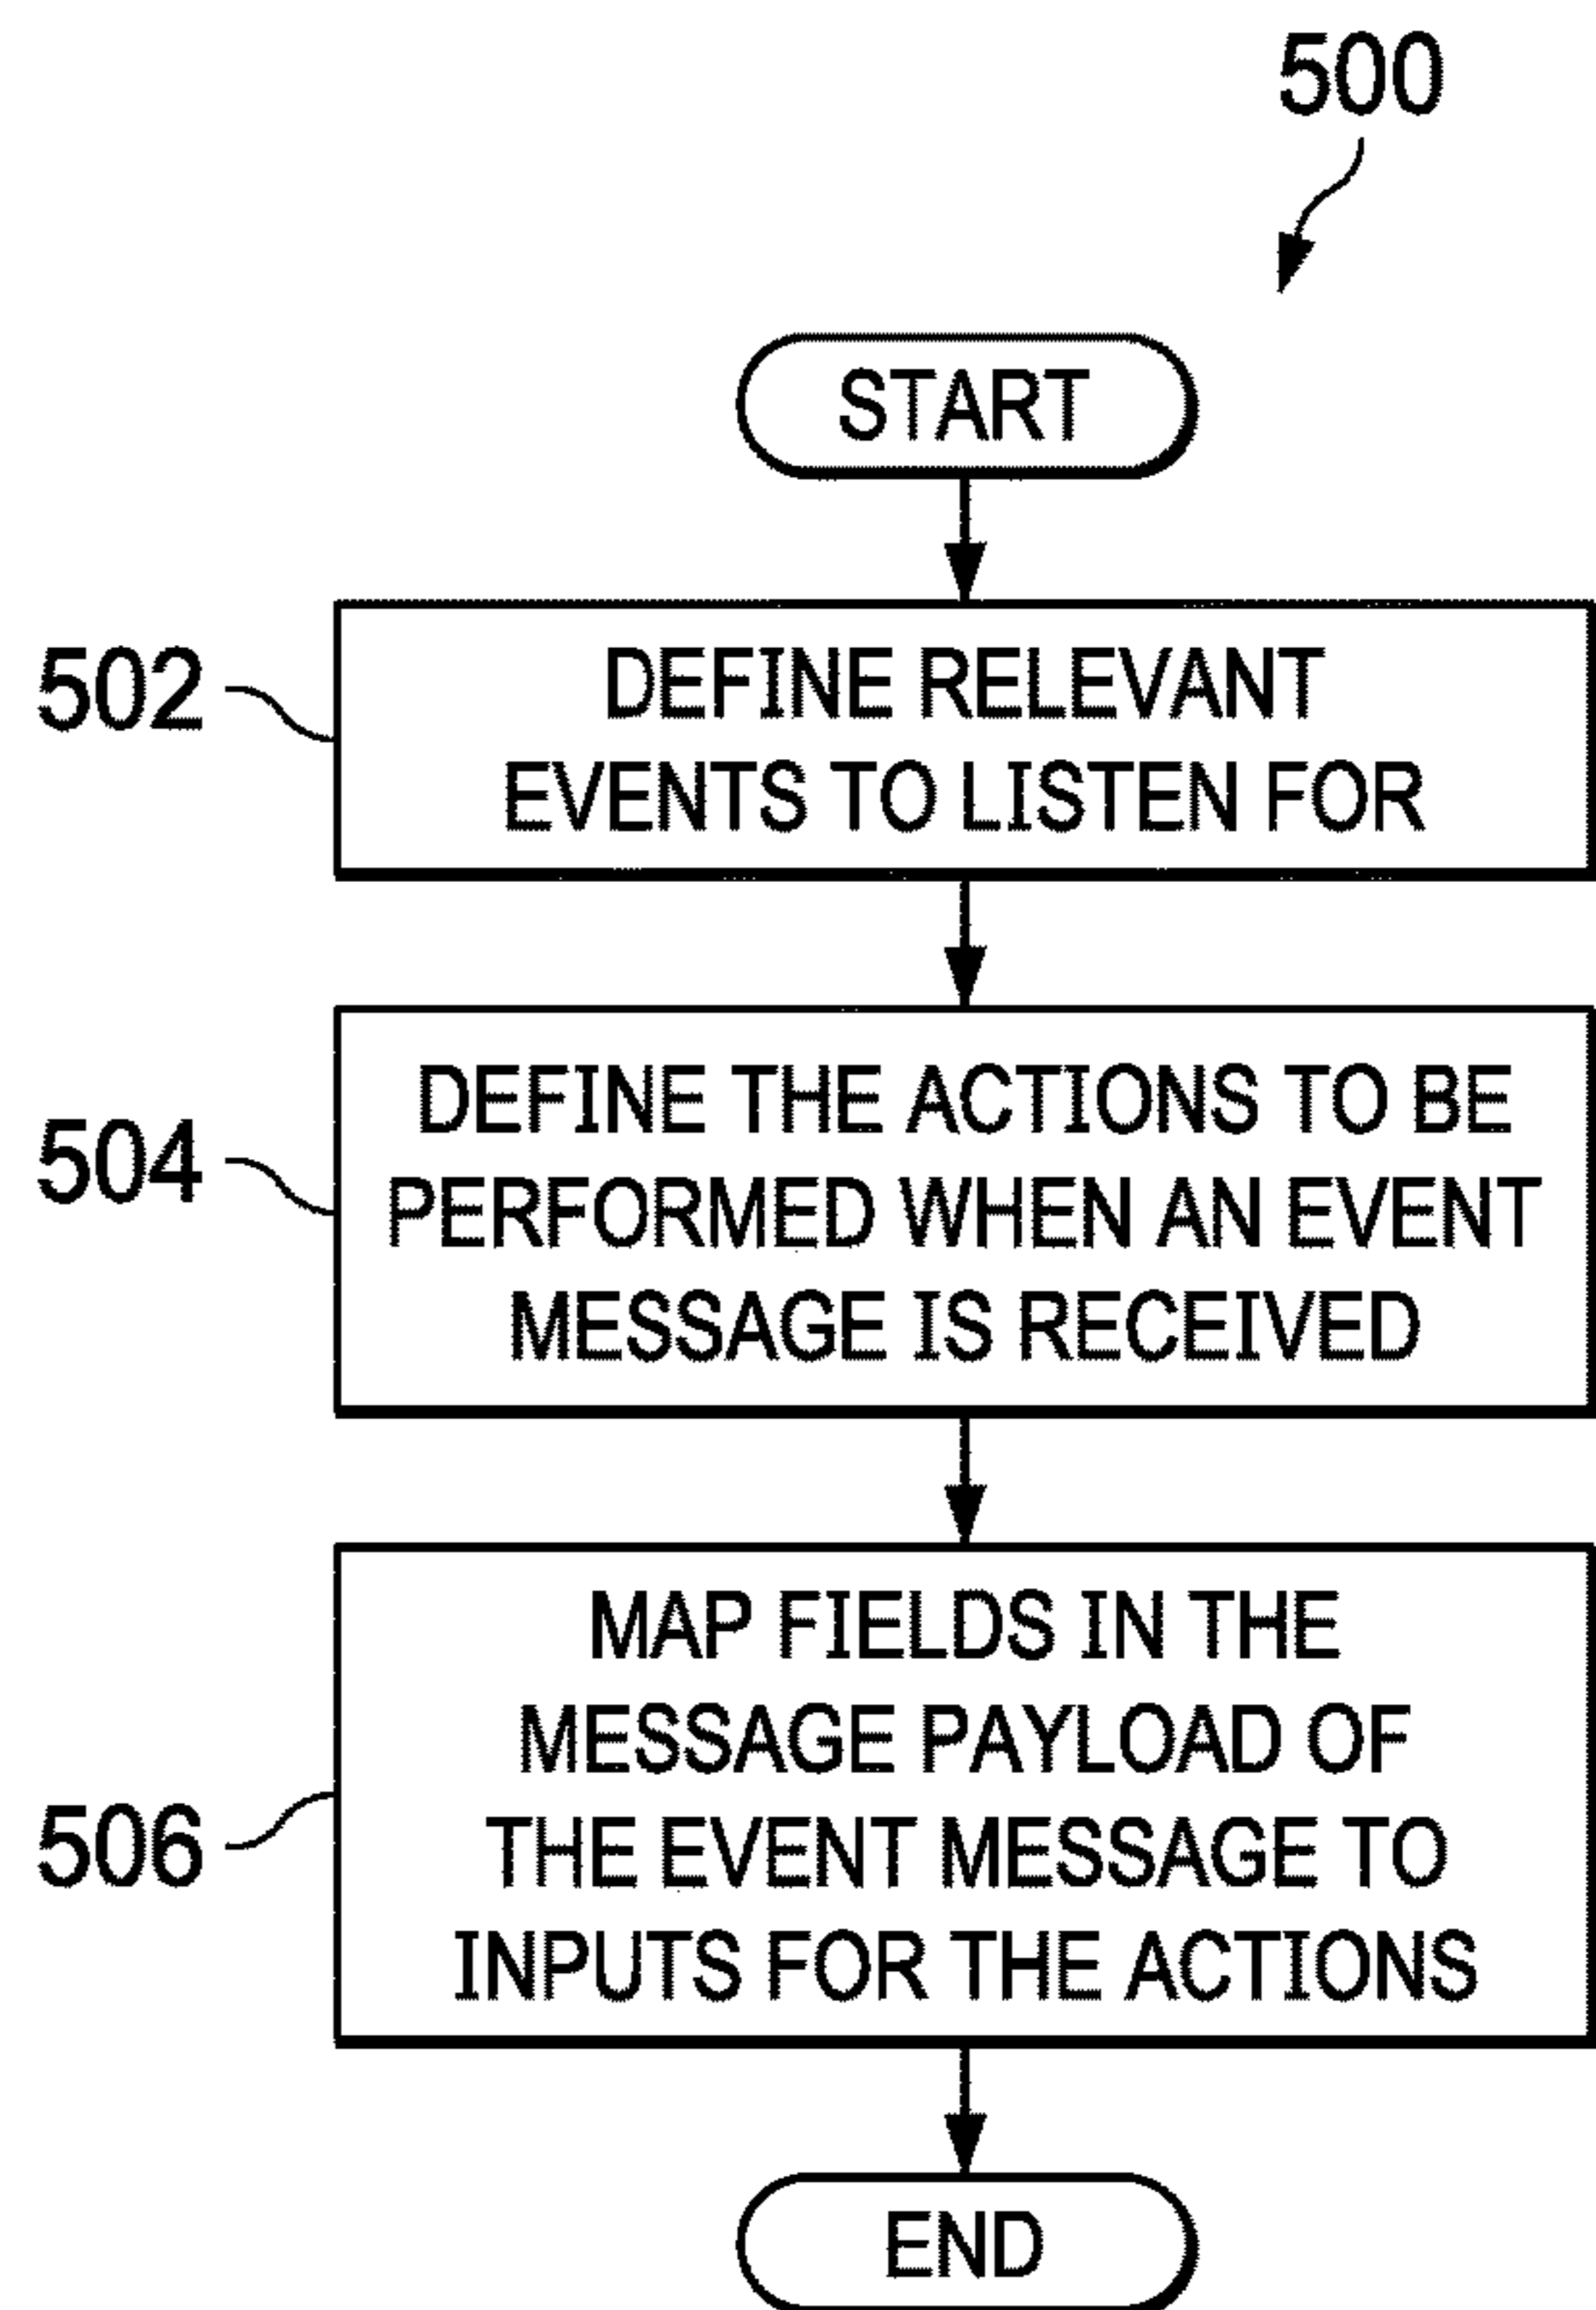 500
START
502
DEFINE RELEVANT
EVENTS TO LISTEN FOR
504
DEFINE THE ACTIONS TO BE
PERFORMED WHEN AN EVENT
MESSAGE IS RECEIVED
506
MAP FIELDS IN THE
MESSAGE PAYLOAD OF
THE EVENT MESSAGE TO
INPUTS FOR THE ACTIONS
END